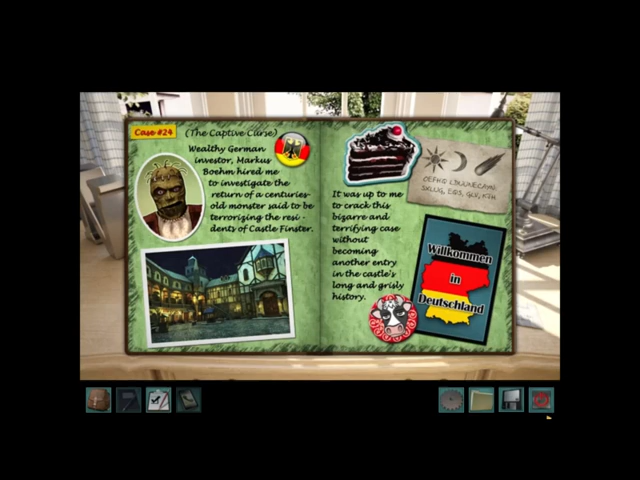 Case #24 (The Captive Curse)
Wealthy German
investor, Markus
Boehm hired me
to investigate the
return of a centuries-
old monster said to be
terrorizing the resi-
dents of Castle Finster.
It was up to me
to crack this
bizarre and
terrifying case
without
becoming
another entry
in the castle's
long and grisly
history.
Willkommen
in
Deutschland